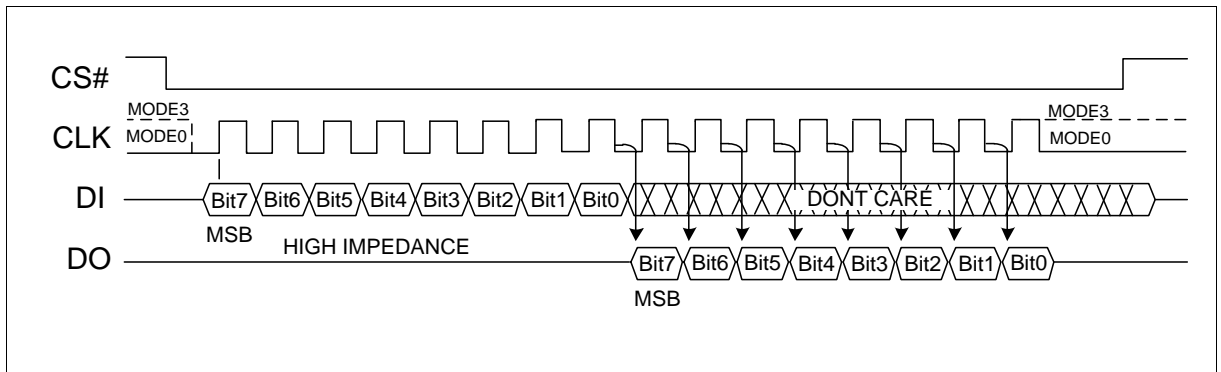 CS#
MODE3
MODE3
CLK
MODE0
MODE0
DI
Bit7 Bit6 Bit5 Bit4 Bit3 Bit2 Bit1 Bit0
DONT CARE
MSB
HIGH IMPEDANCE
DO
Bit7 Bit6 Bit5 Bit4 Bit3 Bit2 Bit1 Bit0
MSB